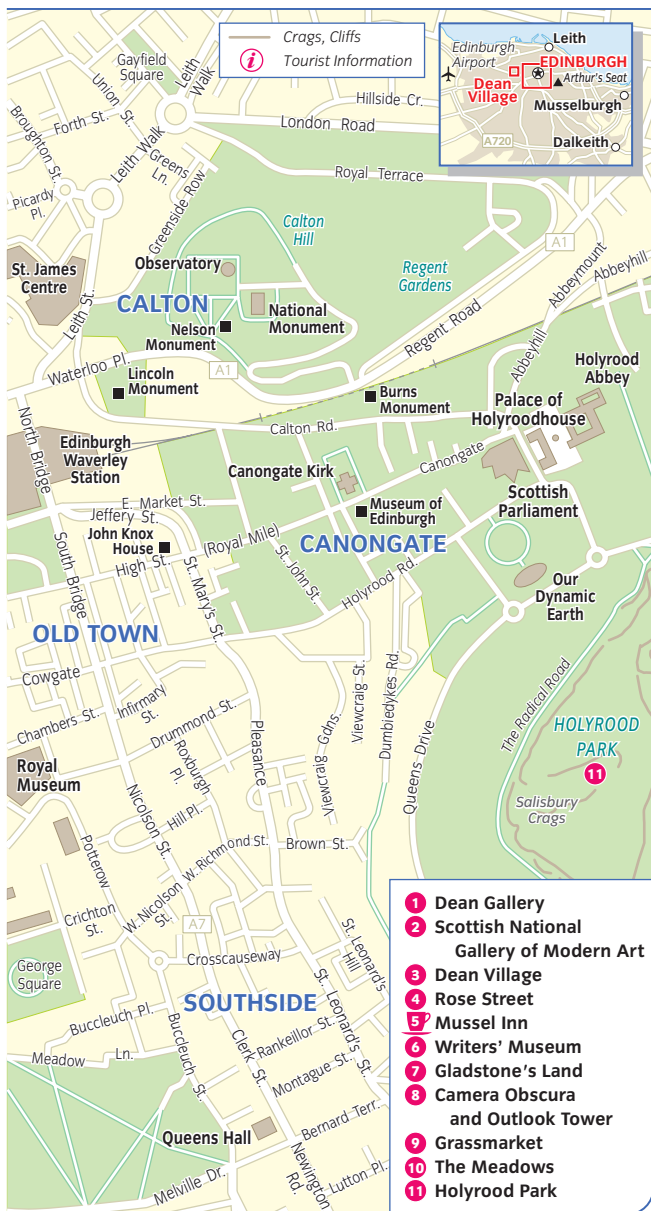 Crags, Cliffs
i
Tourist Information
Edinburgh
Airport
Leith
EDINBURGH
Arthur's Seat
Dean
Village
Musselburgh
A720
Dalkeith
Gayfield
Square
Leith
Walk
Union St.
Broughton St.
Forth St.
Leith Walk
Greens
Ln.
Picardy
Pl.
Greenside Row
Hillside Cr.
London Road
Royal Terrace
A1
Calton
Hill
Regent
Gardens
Observatory
St. James
Centre
CALTON
National
Monument
Nelson
Monument
Leith St.
Regent Road
Abbeymount
Abbeyhill
Abbeyhill
Waterloo Pl.
A1
Lincoln
Monument
Burns
Monument
Holyrood
Abbey
Palace of
Holyroodhouse
North Bridge
Calton Rd.
Edinburgh
Waverley
Station
Canongate Kirk
Canongate
Scottish
Parliament
E. Market St.
Jeffery St.
Museum of
Edinburgh
John Knox
House
(Royal Mile)
High St.
CANONGATE
South Bridge
St. Mary's St.
St. John St.
Holyrood Rd.
Our
Dynamic
Earth
OLD TOWN
Cowgate
Viewcraig St.
Dumbiedykes Rd.
The Radical Road
Chambers St.
Infirmary
St.
Drummond St.
Pleasance
Viewcraig Gdns.
Queens Drive
HOLYROOD
PARK
11
Salisbury
Crags
Royal
Museum
Roxburgh
Pl.
Nicolson St.
Hill Pl.
Potterow
W. Richmond St.
Brown St.
W. Nicolson
St.
Crichton
St.
A7
Crosscauseway
St. Leonard's
Hill
George
Square
SOUTHSIDE
St. Leonard's St.
Buccleuch Pl.
Buccleuch St.
Clerk St.
Rankeillor St.
Meadow Ln.
Montague St.
Bernard Terr.
Queens Hall
Melville Dr.
Newington
Rd.
Lutton Pl.
1 Dean Gallery
2 Scottish National
Gallery of Modern Art
3 Dean Village
4 Rose Street
5 Mussel Inn
6 Writers' Museum
7 Gladstone's Land
8 Camera Obscura
and Outlook Tower
9 Grassmarket
10 The Meadows
11 Holyrood Park